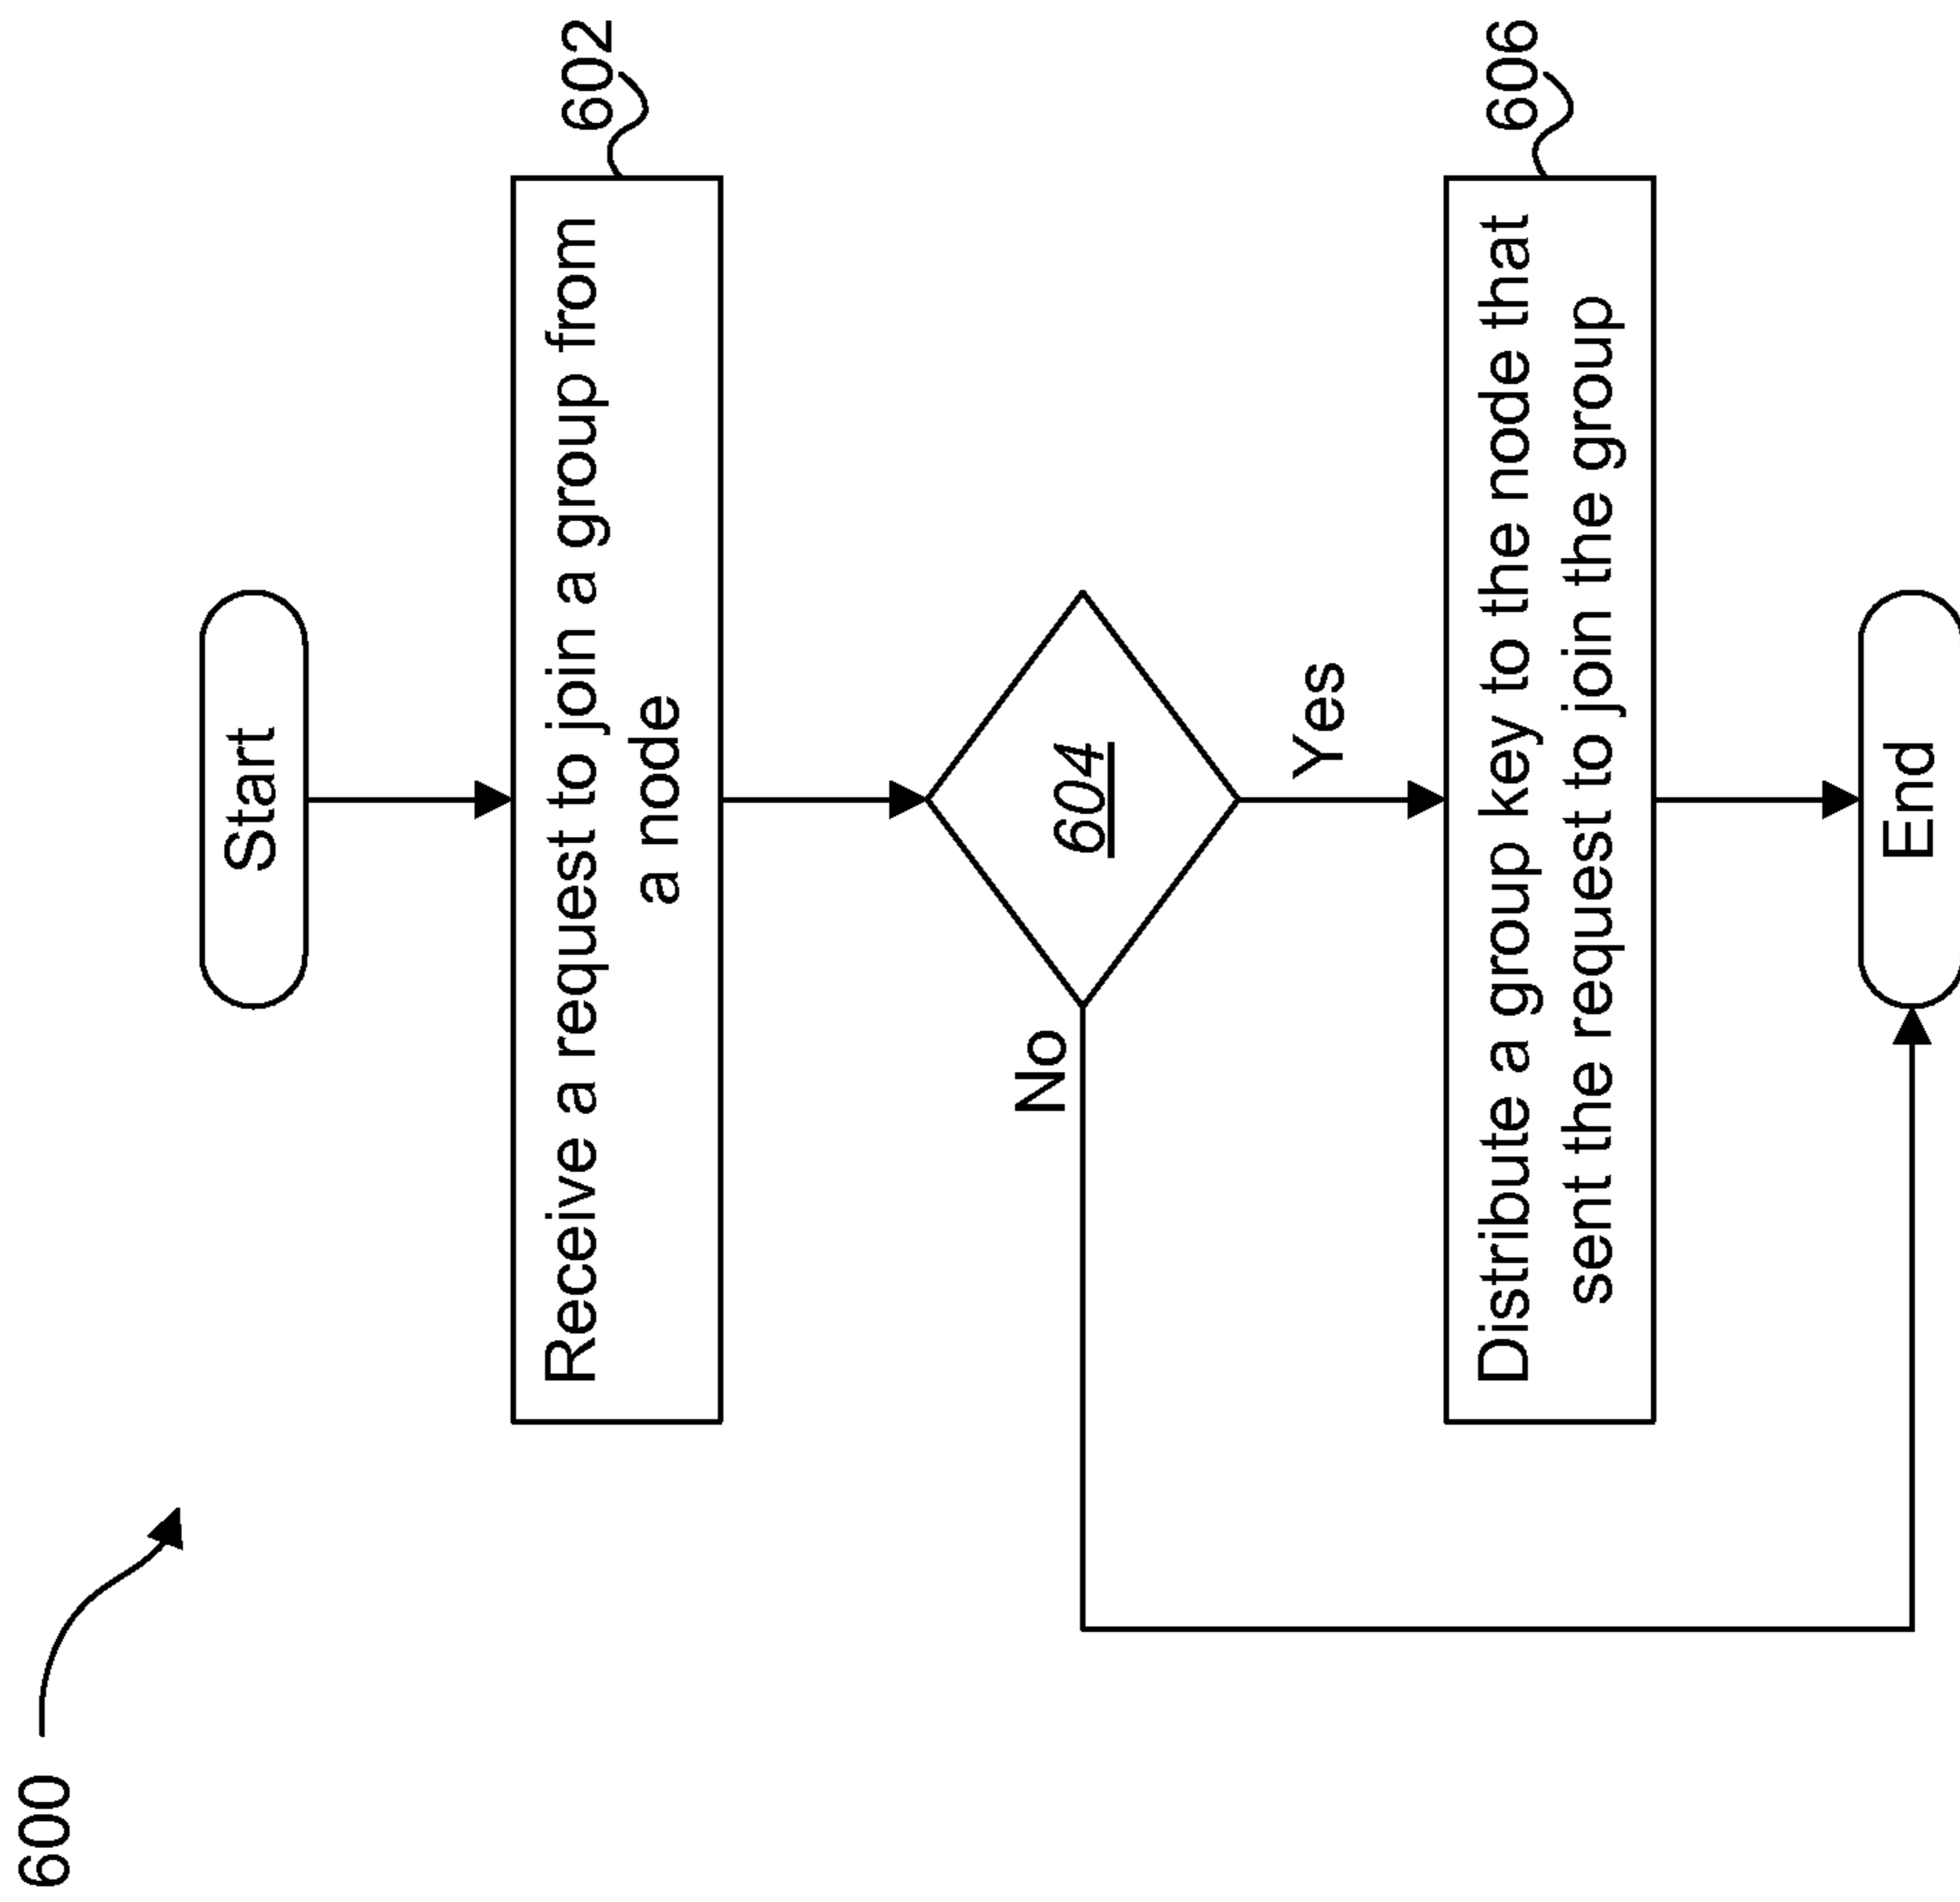 600
Start
Receive a request to join a group from
a node
602
604
No
Yes
Distribute a group key to the node that
sent the request to join the group
606
End